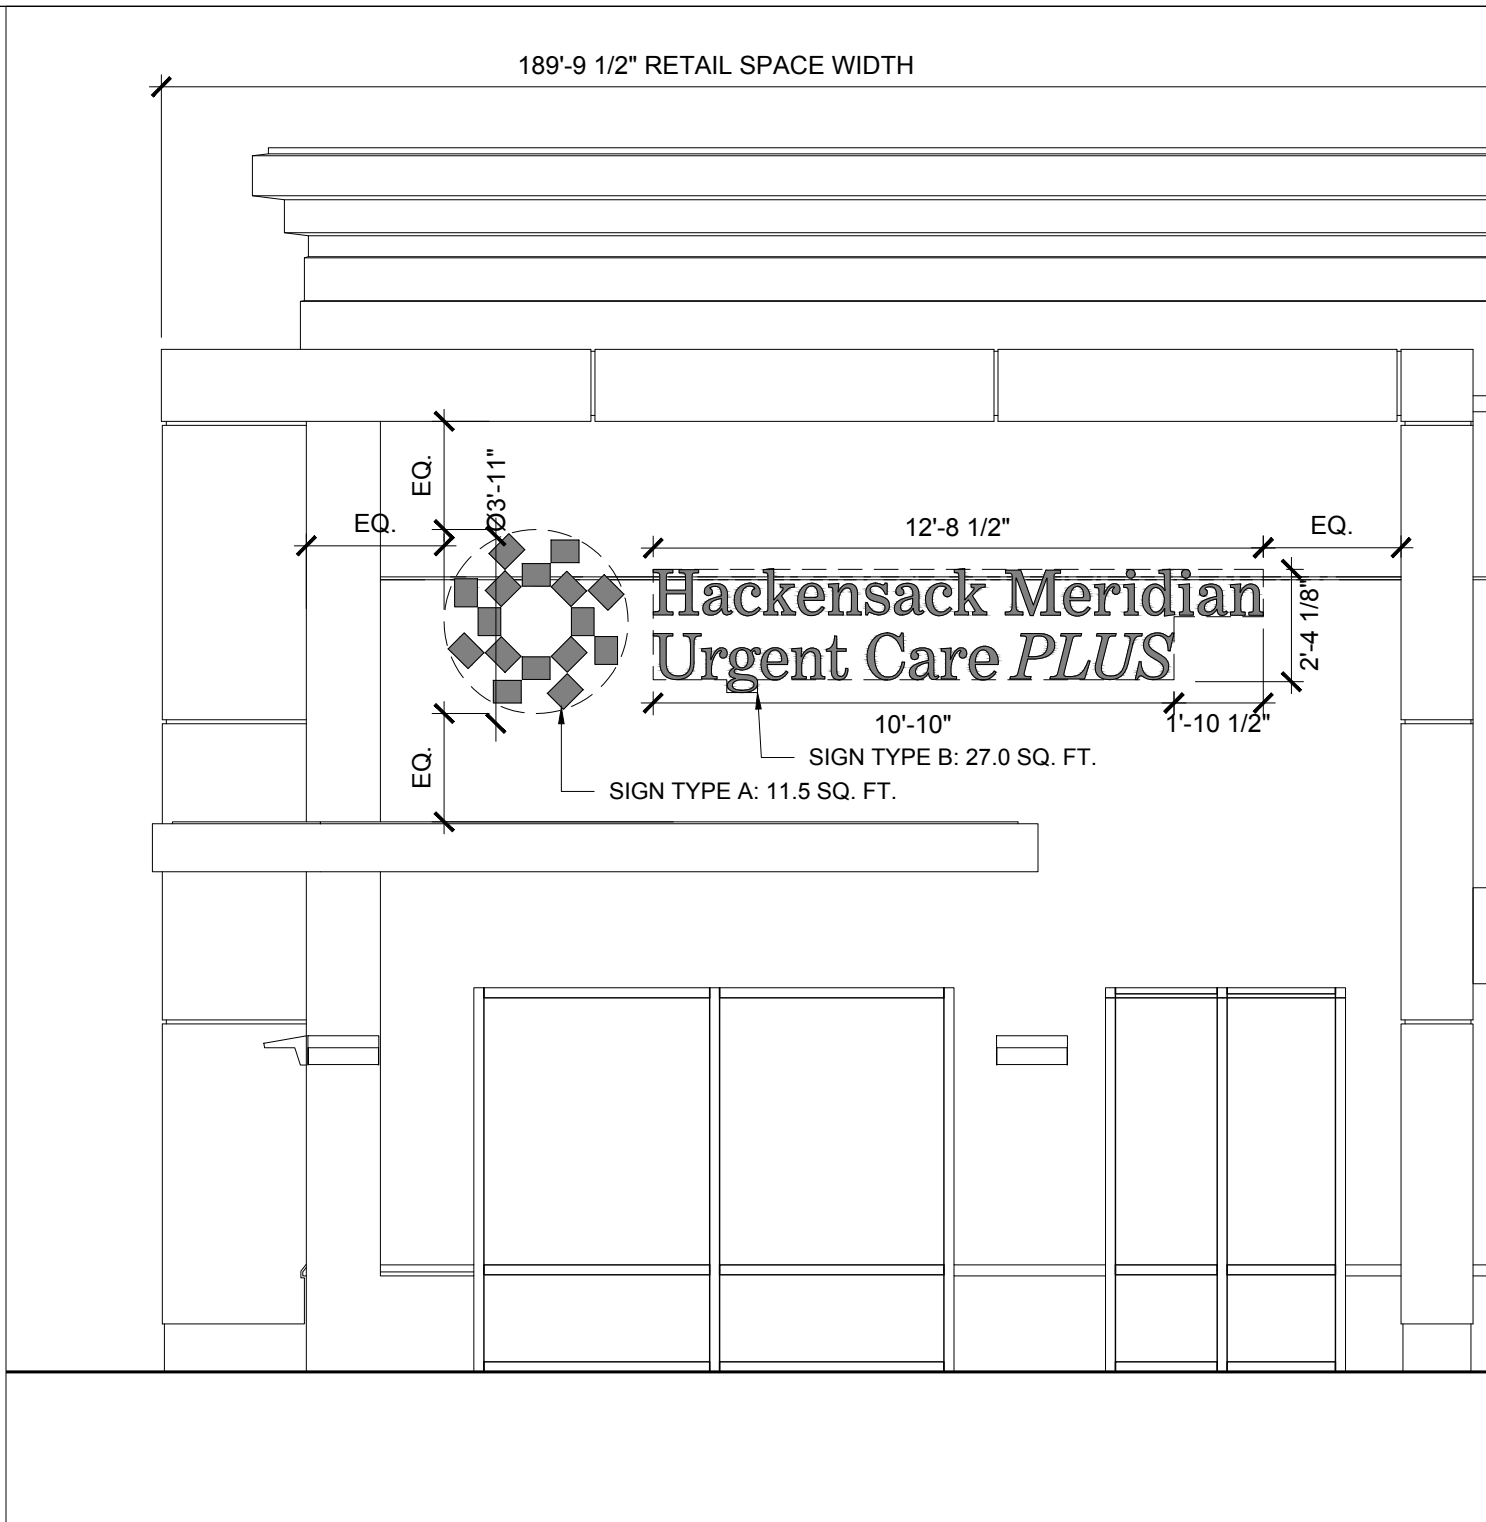 189'-9 1/2" RETAIL SPACE WIDTH
EQ.
Ø3'-11"
EQ.
12'-8 1/2"
EQ.
Hackensack Meridian
Urgent Care PLUS
2'-4 1/8"
10'-10"
1'-10 1/2"
EQ.
SIGN TYPE B: 27.0 SQ. FT.
SIGN TYPE A: 11.5 SQ. FT.